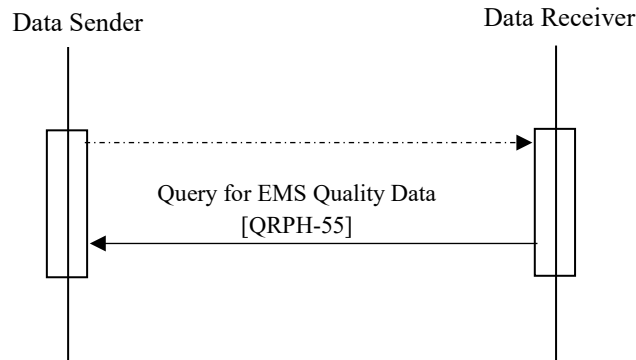 Data Sender
Data Receiver
Query for EMS Quality Data
[QRPH-55]